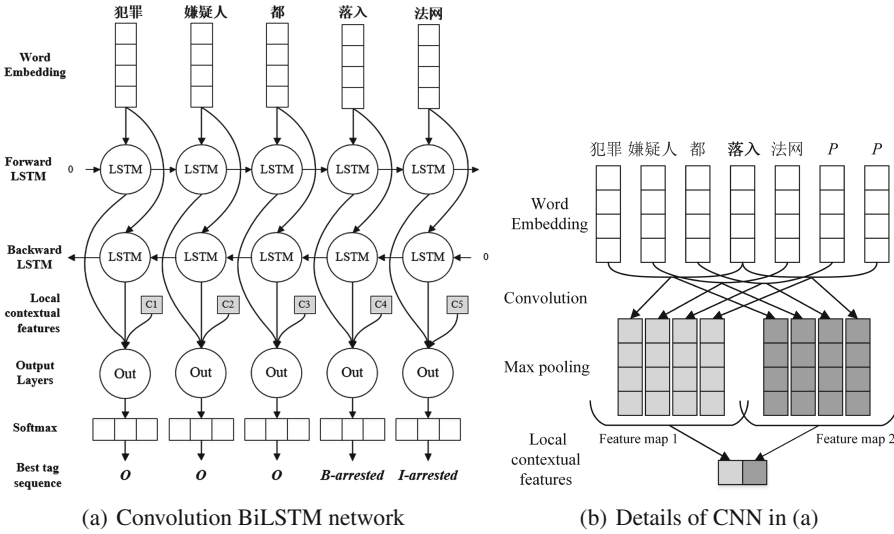 犯罪 嫌疑人 都 落入 法网
Word
Embedding
Forward
LSTM
0
LSTM LSTM LSTM LSTM LSTM
Backward
LSTM
LSTM LSTM LSTM LSTM LSTM
0
Local
contextual
features
C1 C2 C3 C4 C5
Output
Layers
Out Out Out Out Out
Softmax
Best tag
sequence
O O O B-arrested I-arrested
(a) Convolution BiLSTM network
犯罪 嫌疑人 都 落入 法网 P P
Word
Embedding
Convolution
Max pooling
Feature map 1 Feature map 2
Local
contextual
features
(b) Details of CNN in (a)